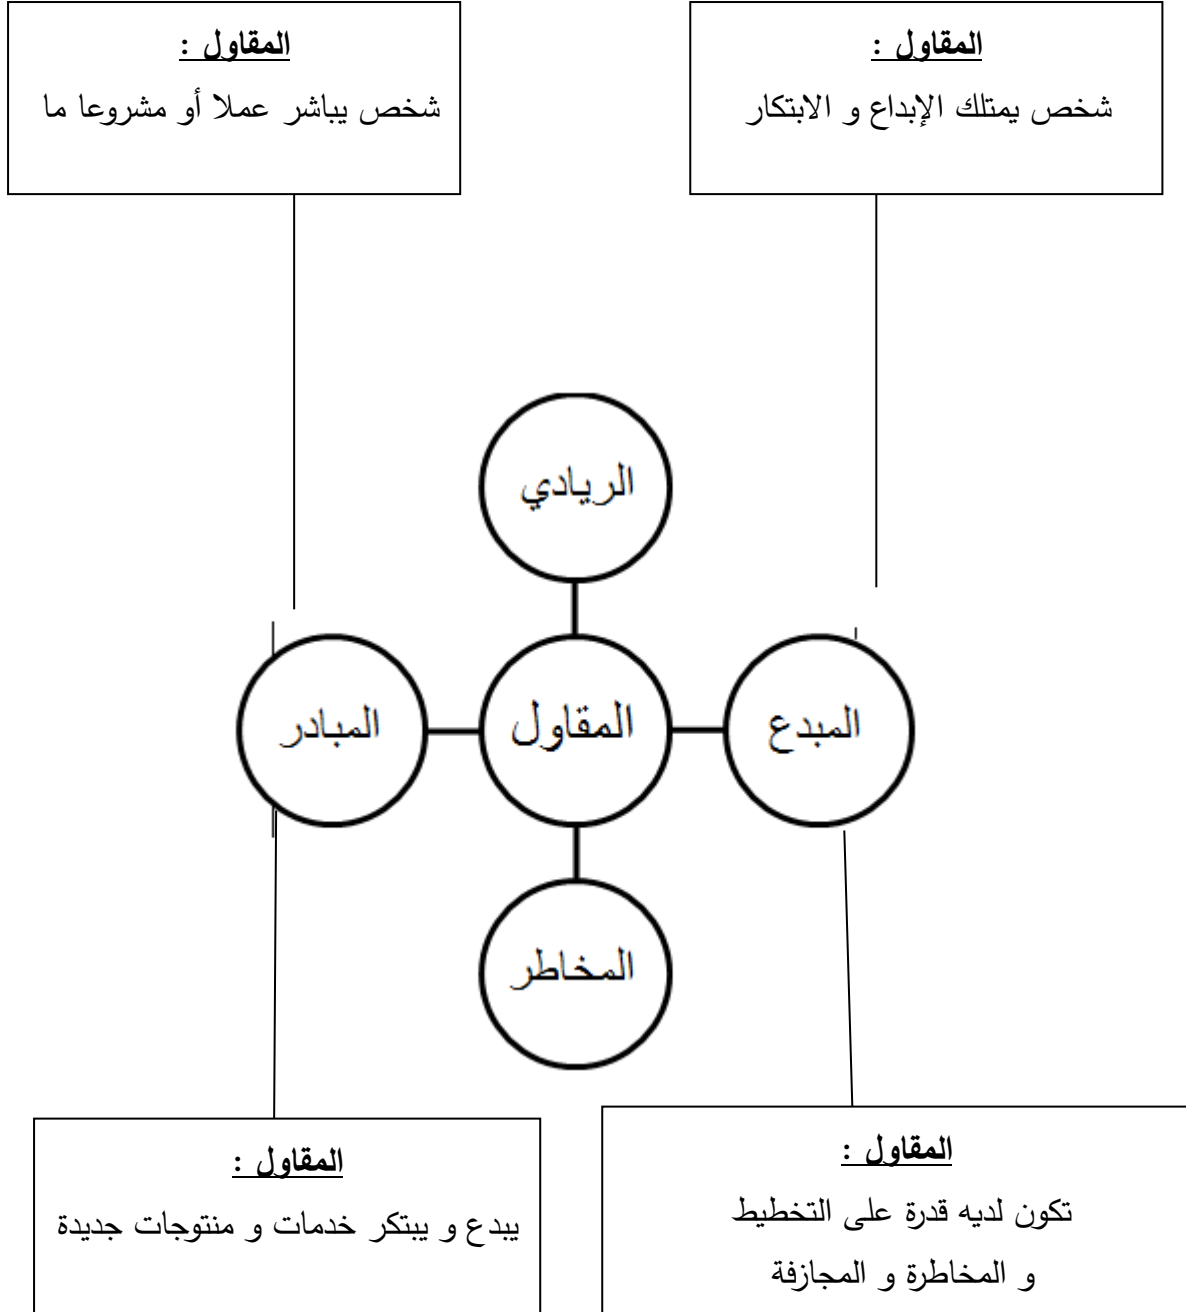 المقاول :
شخص يمتلك الإبداع و الابتكار
المقاول :
شخص يباشر عملا أو مشروعا ما
الريادي
المبدع
المقاول
المبادر
المخاطر
المقاول :
تكون لديه قدرة على التخطيط
و المخاطرة و المجازفة
المقاول :
يبدع و يبتكر خدمات و منتوجات جديدة